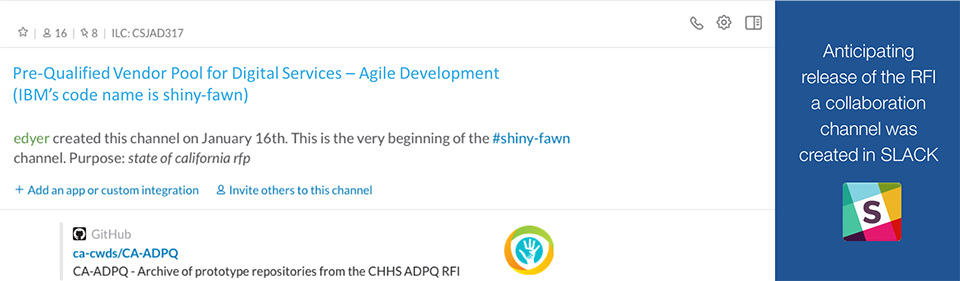 16 | 8 | ILC: CSJAD317
Pre-Qualified Vendor Pool for Digital Services – Agile Development
(IBM's code name is shiny-fawn)
edyer created this channel on January 16th. This is the very beginning of the #shiny-fawn
channel. Purpose: state of california rfp
+ Add an app or custom integration Invite others to this channel
GitHub
ca-cwds/CA-ADPQ
CA-ADPQ - Archive of prototype repositories from the CHHS ADPQ RFI
Anticipating
release of the RFI
a collaboration
channel was
created in SLACK
S